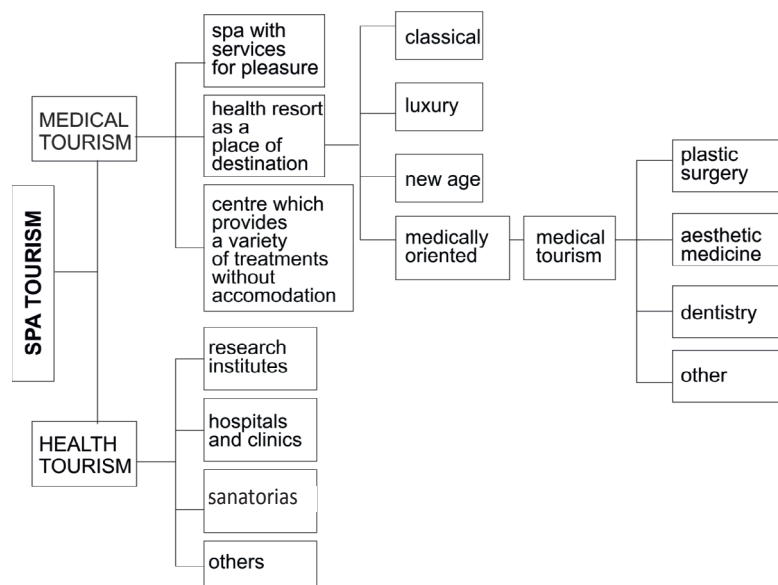 SPA TOURISM
MEDICAL
TOURISM
spa with
services
for pleasure
health resort
as a
place of
destination
centre which
provides
a variety
of treatments
without
accomodation
classical
luxury
new age
medically
oriented
medical
tourism
plastic
surgery
aesthetic
medicine
dentistry
other
HEALTH
TOURISM
research
institutes
hospitals
and clinics
sanatorias
others